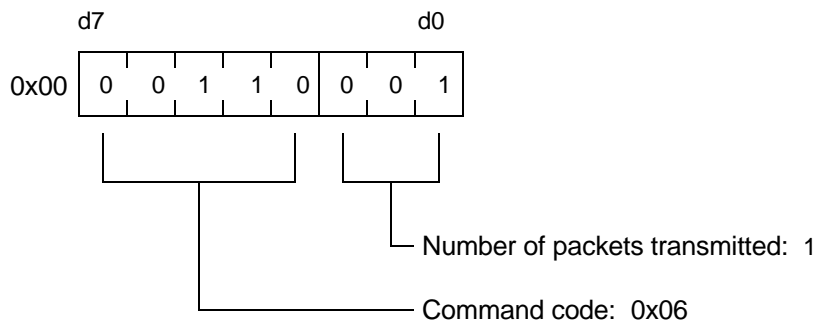 d7 d0
0x00 0 0 1 1 0 0 0 1
Number of packets transmitted: 1
Command code: 0x06